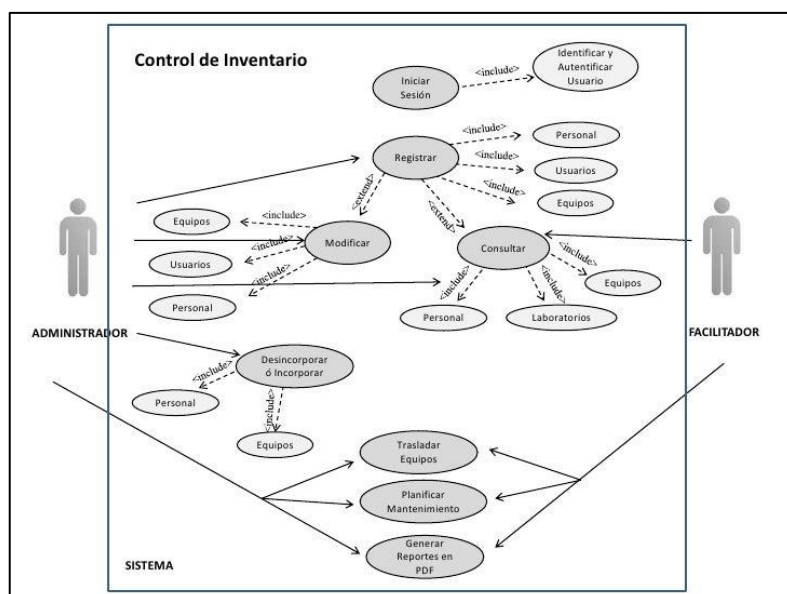 Control de Inventario
Iniciar
Sesión
<include>
Identificar y
Autentificar
Usuario
Registrar
<include>
Personal
<include>
Usuarios
<include>
Equipos
<extend>
<extend>
Equipos
<include>
Modificar
Usuarios
<include>
Personal
<include>
Consultar
<include>
Personal
<include>
Laboratorios
<include>
Equipos
ADMINISTRADOR
FACILITADOR
Desincorporar
ó Incorporar
<include>
Personal
<include>
Equipos
Trasladar
Equipos
Planificar
Mantenimiento
Generar
Reportes en
PDF
SISTEMA